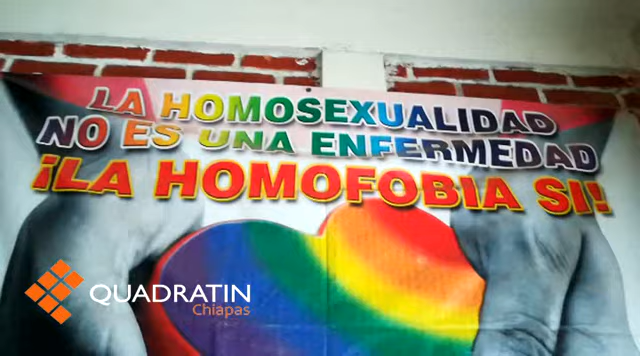 LA HOMOSEXUALIDAD
NO ES UNA ENFERMEDAD
¡LA HOMOFOBIA SI!
QUADRATIN
Chiapas